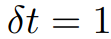 δt = 1